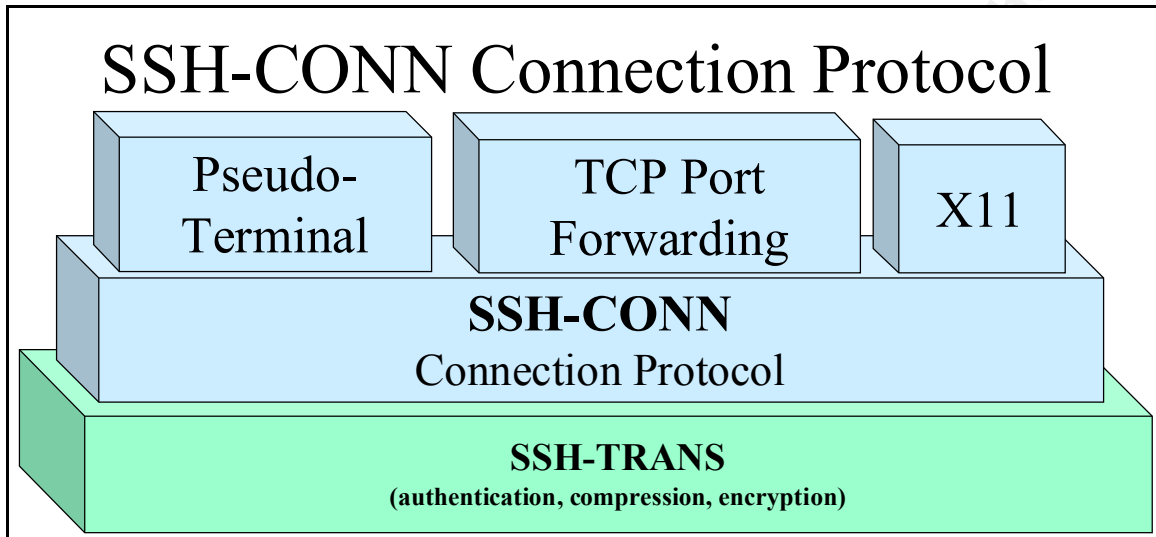 SSH-CONN Connection Protocol
Pseudo-
Terminal
TCP Port
Forwarding
X11
SSH-CONN
Connection Protocol
SSH-TRANS
(authentication, compression, encryption)